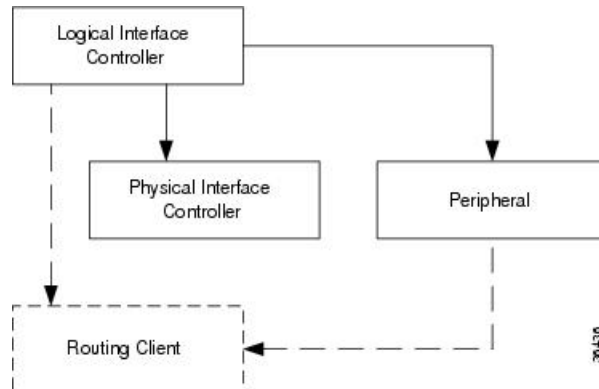 Logical Interface
Controller
Physical Interface
Controller
Peripheral
Routing Client